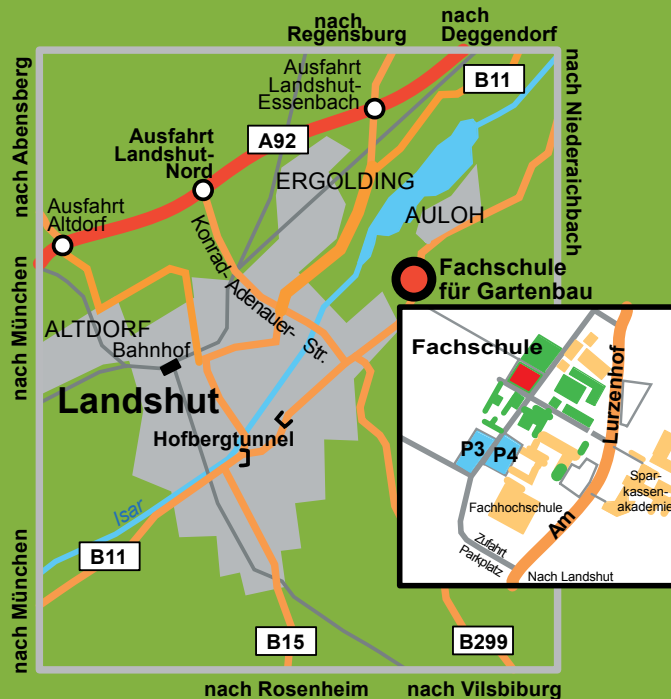 nach
Regensburg
nach
Deggendorf
nach Abensberg
nach Niederaichbach
B11
Ausfahrt
Landshut-
Essenbach
A92
Ausfahrt
Landshut-
Nord
ERGOLDING
AULOH
Ausfahrt
Altdorf
Konrad-Adenauer-Str.
Fachschule
für Gartenbau
nach München
ALTDORF
Bahnhof
Landshut
Hofbergtunnel
Isar
B11
nach München
B15
B299
nach Rosenheim
nach Vilsbiburg
Fachschule
Am Lurzenhof
P3
P4
Fachhochschule
Spar-
kassen-
akademie
Zufahrt
Parkplatz
Nach Landshut